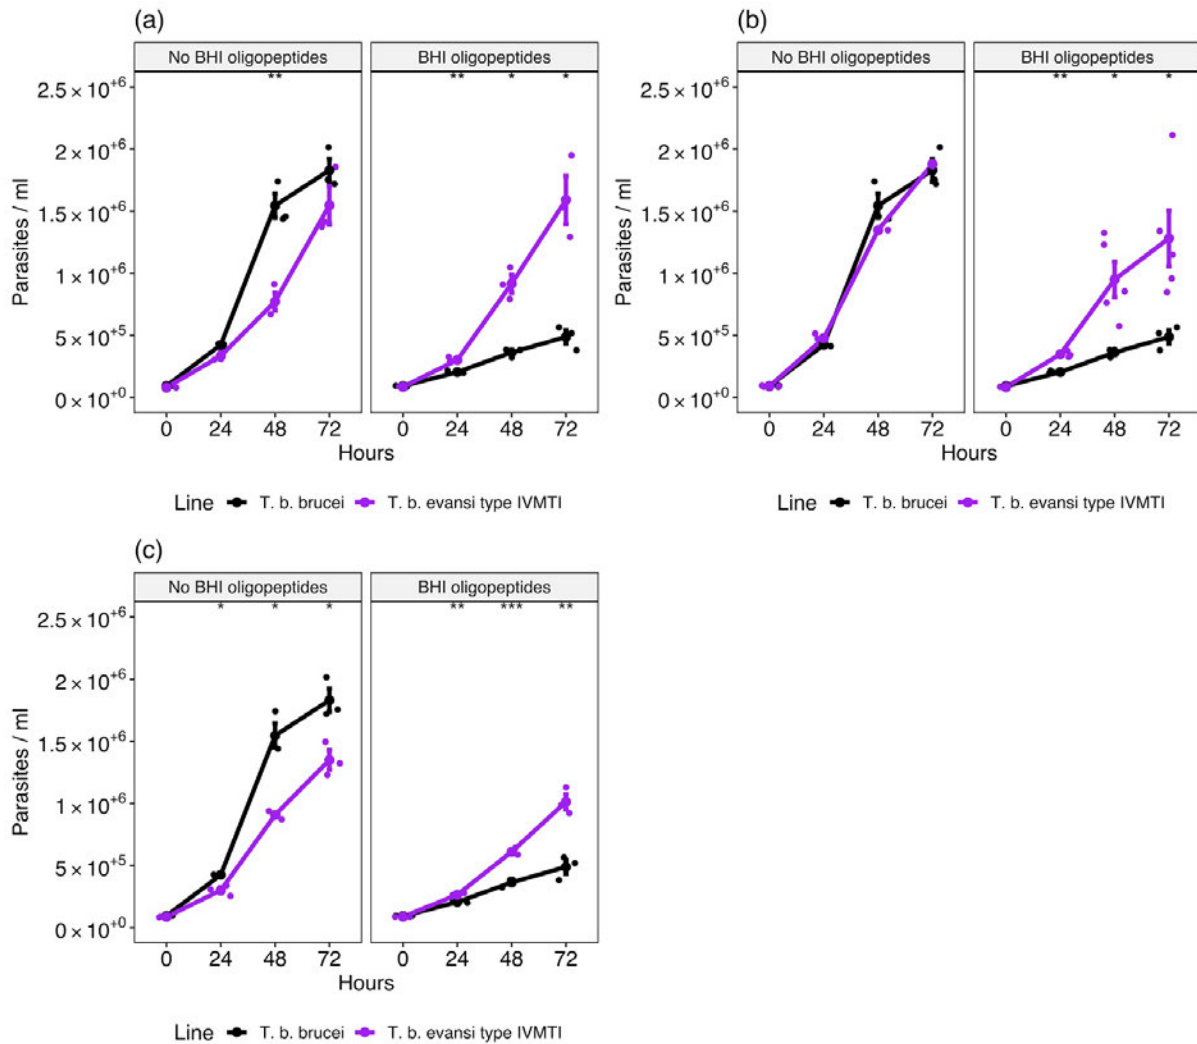 (a)
No BHI oligopeptides
BHI oligopeptides
**
**
*
*
Parasites / ml
2.5 × 10^+6
2 × 10^+6
1.5 × 10^+6
1 × 10^+6
5 × 10^+5
0 × 10^+0
0 24 48 72
0 24 48 72
Hours
Line T. b. brucei T. b. evansi type IVMTI
(b)
No BHI oligopeptides
BHI oligopeptides
**
*
*
Parasites / ml
2.5 × 10^+6
2 × 10^+6
1.5 × 10^+6
1 × 10^+6
5 × 10^+5
0 × 10^+0
0 24 48 72
0 24 48 72
Hours
Line T. b. brucei T. b. evansi type IVMTI
(c)
No BHI oligopeptides
BHI oligopeptides
*
*
*
**
***
**
Parasites / ml
2.5 × 10^+6
2 × 10^+6
1.5 × 10^+6
1 × 10^+6
5 × 10^+5
0 × 10^+0
0 24 48 72
0 24 48 72
Hours
Line T. b. brucei T. b. evansi type IVMTI